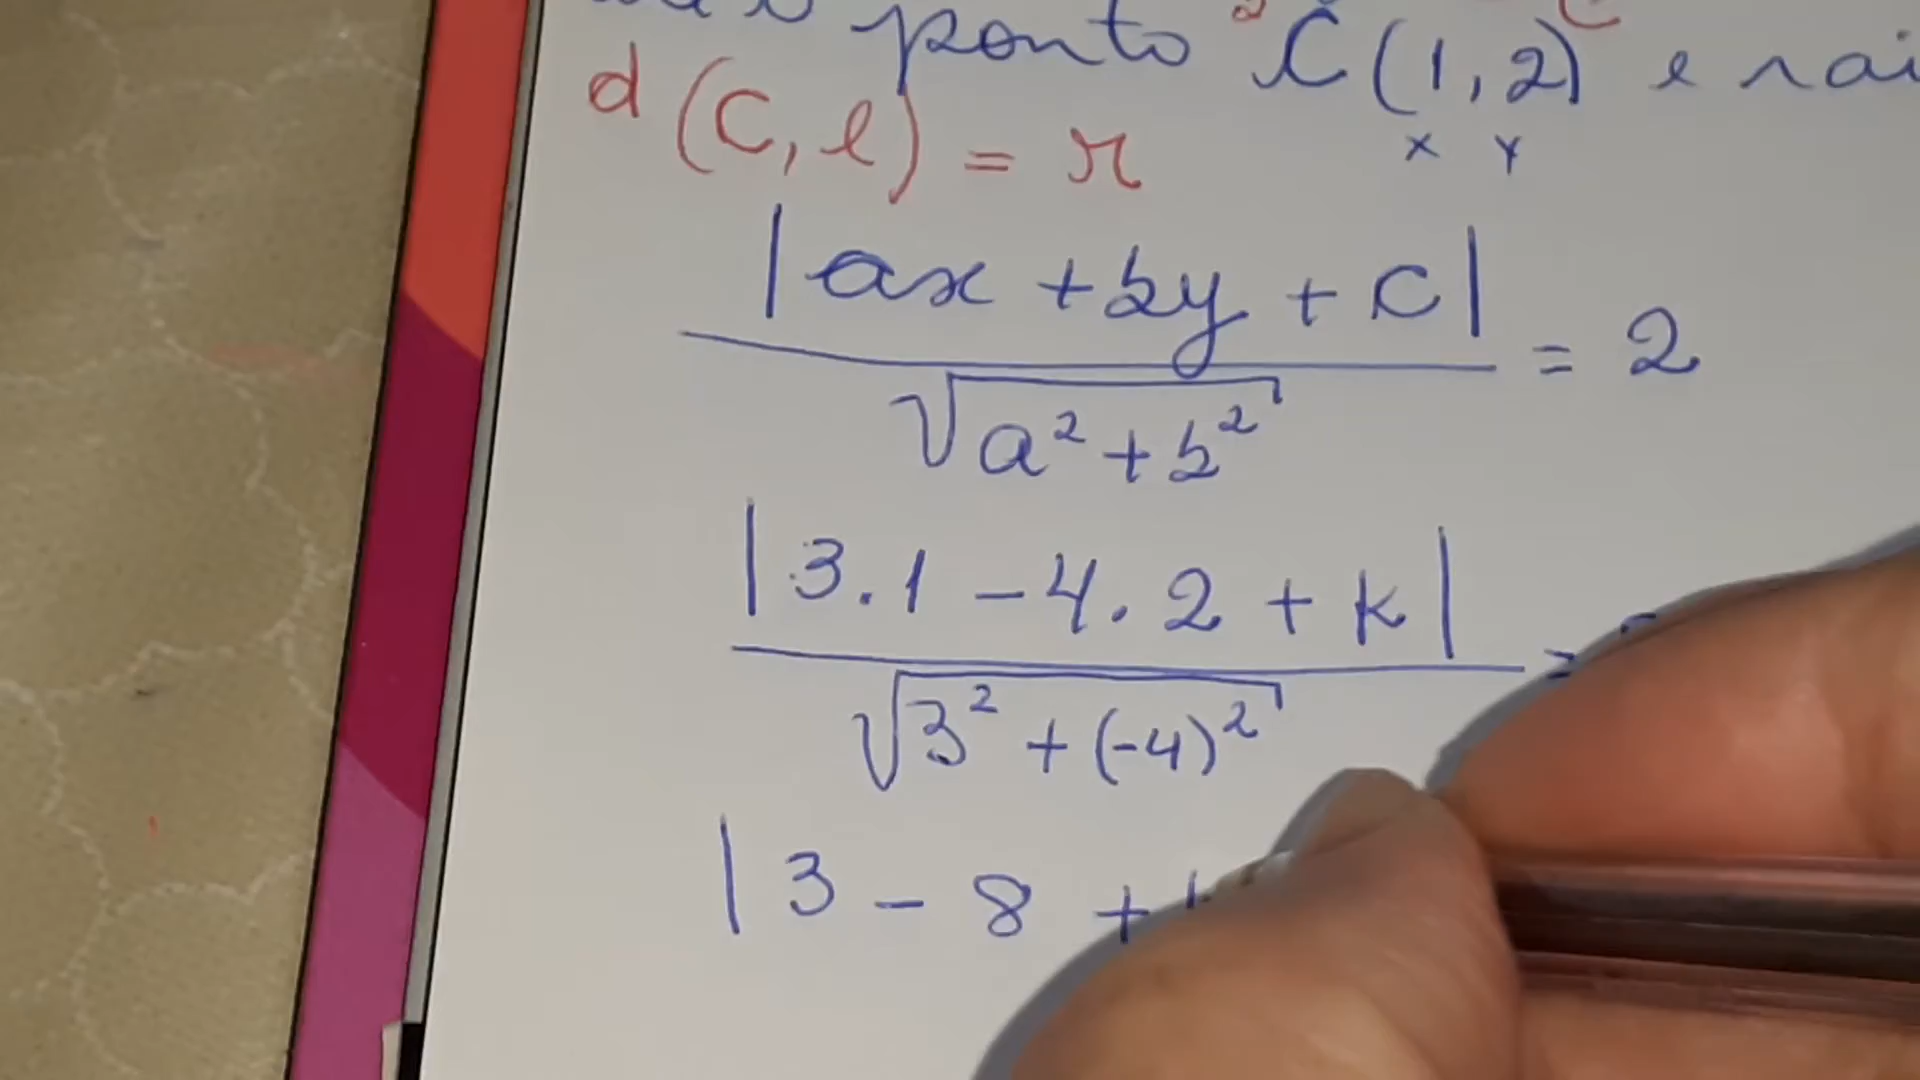 ponto C(1,2) e rai
d(C,l) = r
x y
|ax + by + c| / √a² + b² = 2
|3.1 - 4.2 + k| / √3² + (-4)² =
|3 - 8 +